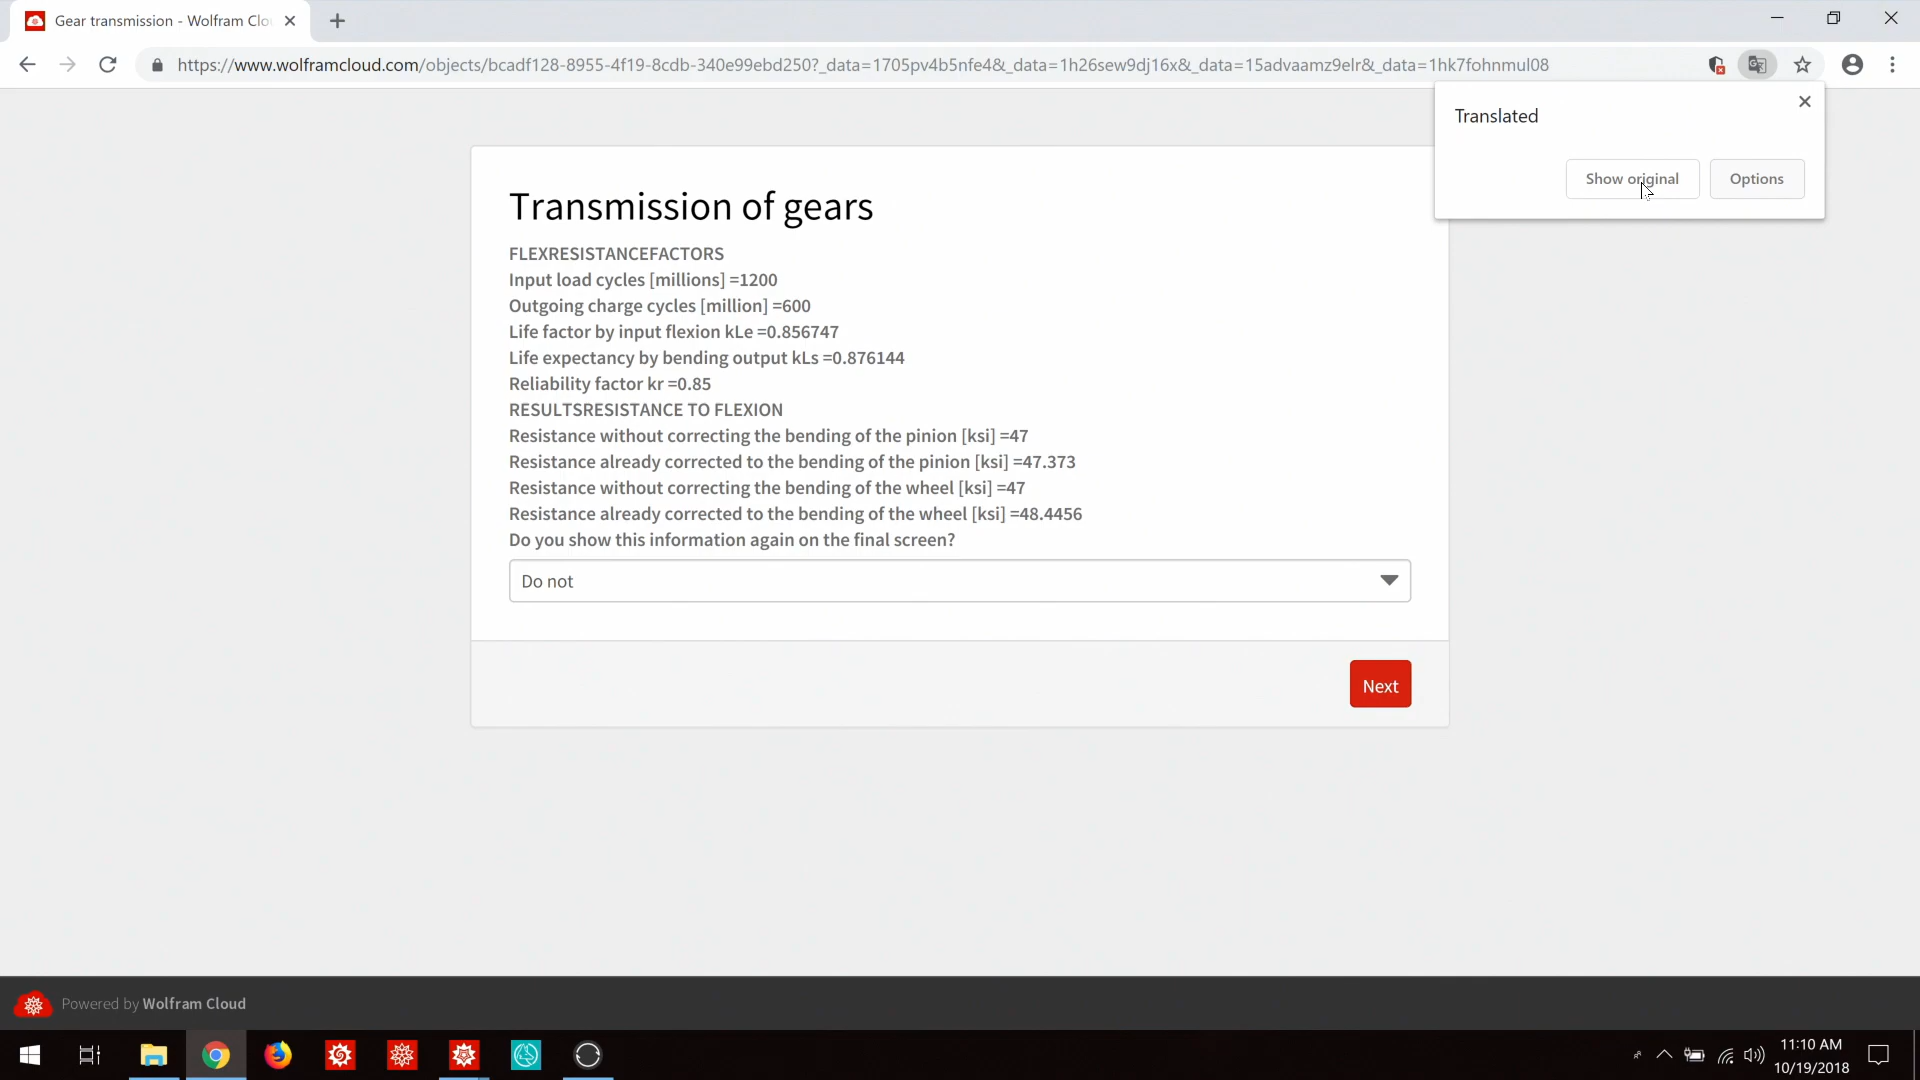 Gear transmission - Wolfram Clo
https://www.wolframcloud.com/objects/bcadf128-8955-4f19-8cdb-340e99ebd250?_data=1705pv4b5nfe4&_data=1h26sew9dj16x&_data=15advaamz9elr&_data=1hk7fohnmul08
Translated
Show original
Options
Transmission of gears
FLEXRESISTANCEFACTORS
Input load cycles [millions] =1200
Outgoing charge cycles [million] =600
Life factor by input flexion kLe =0.856747
Life expectancy by bending output kLs =0.876144
Reliability factor kr =0.85
RESULTSRESISTANCE TO FLEXION
Resistance without correcting the bending of the pinion [ksi] =47
Resistance already corrected to the bending of the pinion [ksi] =47.373
Resistance without correcting the bending of the wheel [ksi] =47
Resistance already corrected to the bending of the wheel [ksi] =48.4456
Do you show this information again on the final screen?
Do not
Next
Powered by Wolfram Cloud
11:10 AM
10/19/2018